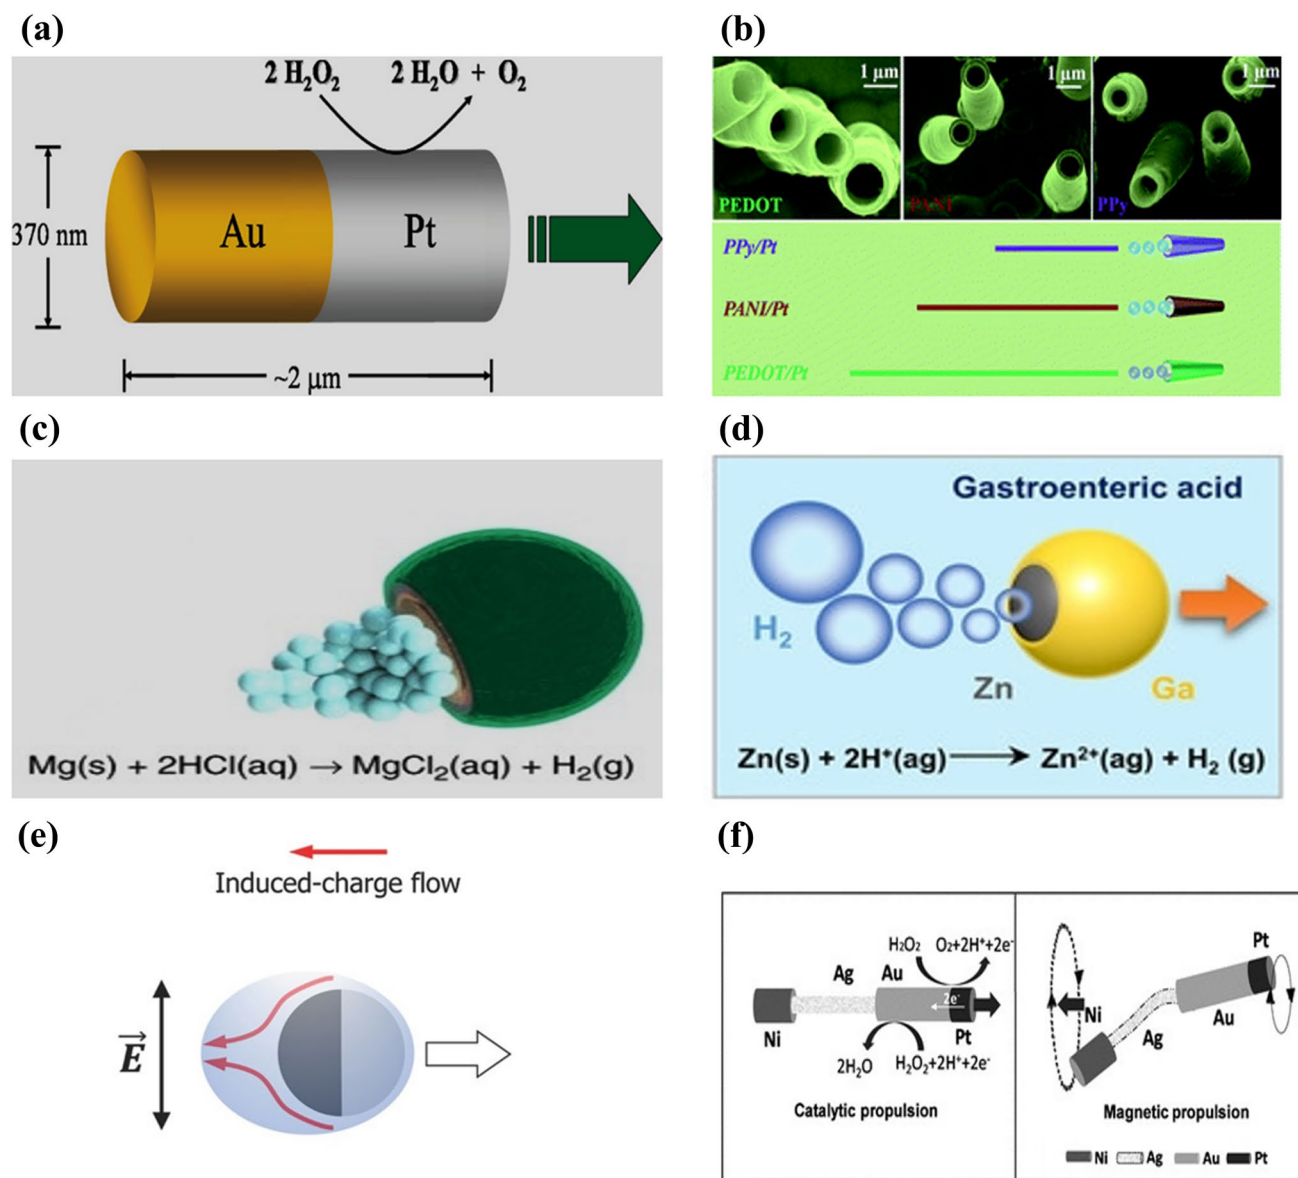 (a)
2 H₂O₂ 2 H₂O + O₂
370 nm
Au
Pt
~2 μm
(b)
1 μm
1 μm
1 μm
PEDOT
PANI
PPy
PPy/Pt
PANI/Pt
PEDOT/Pt
(c)
Mg(s) + 2HCl(aq) → MgCl₂(aq) + H₂(g)
(d)
Gastroenteric acid
H₂
Zn
Ga
Zn(s) + 2H⁺(ag) ⟶ Zn²⁺(ag) + H₂ (g)
(e)
Induced-charge flow
E⃗
(f)
H₂O₂ O₂+2H⁺+2e⁻
Ag Au
2e⁻
Ni
Pt
2H₂O H₂O₂+2H⁺+2e⁻
Catalytic propulsion
Pt
Ni
Au
Ag
Magnetic propulsion
Ni Ag Au Pt